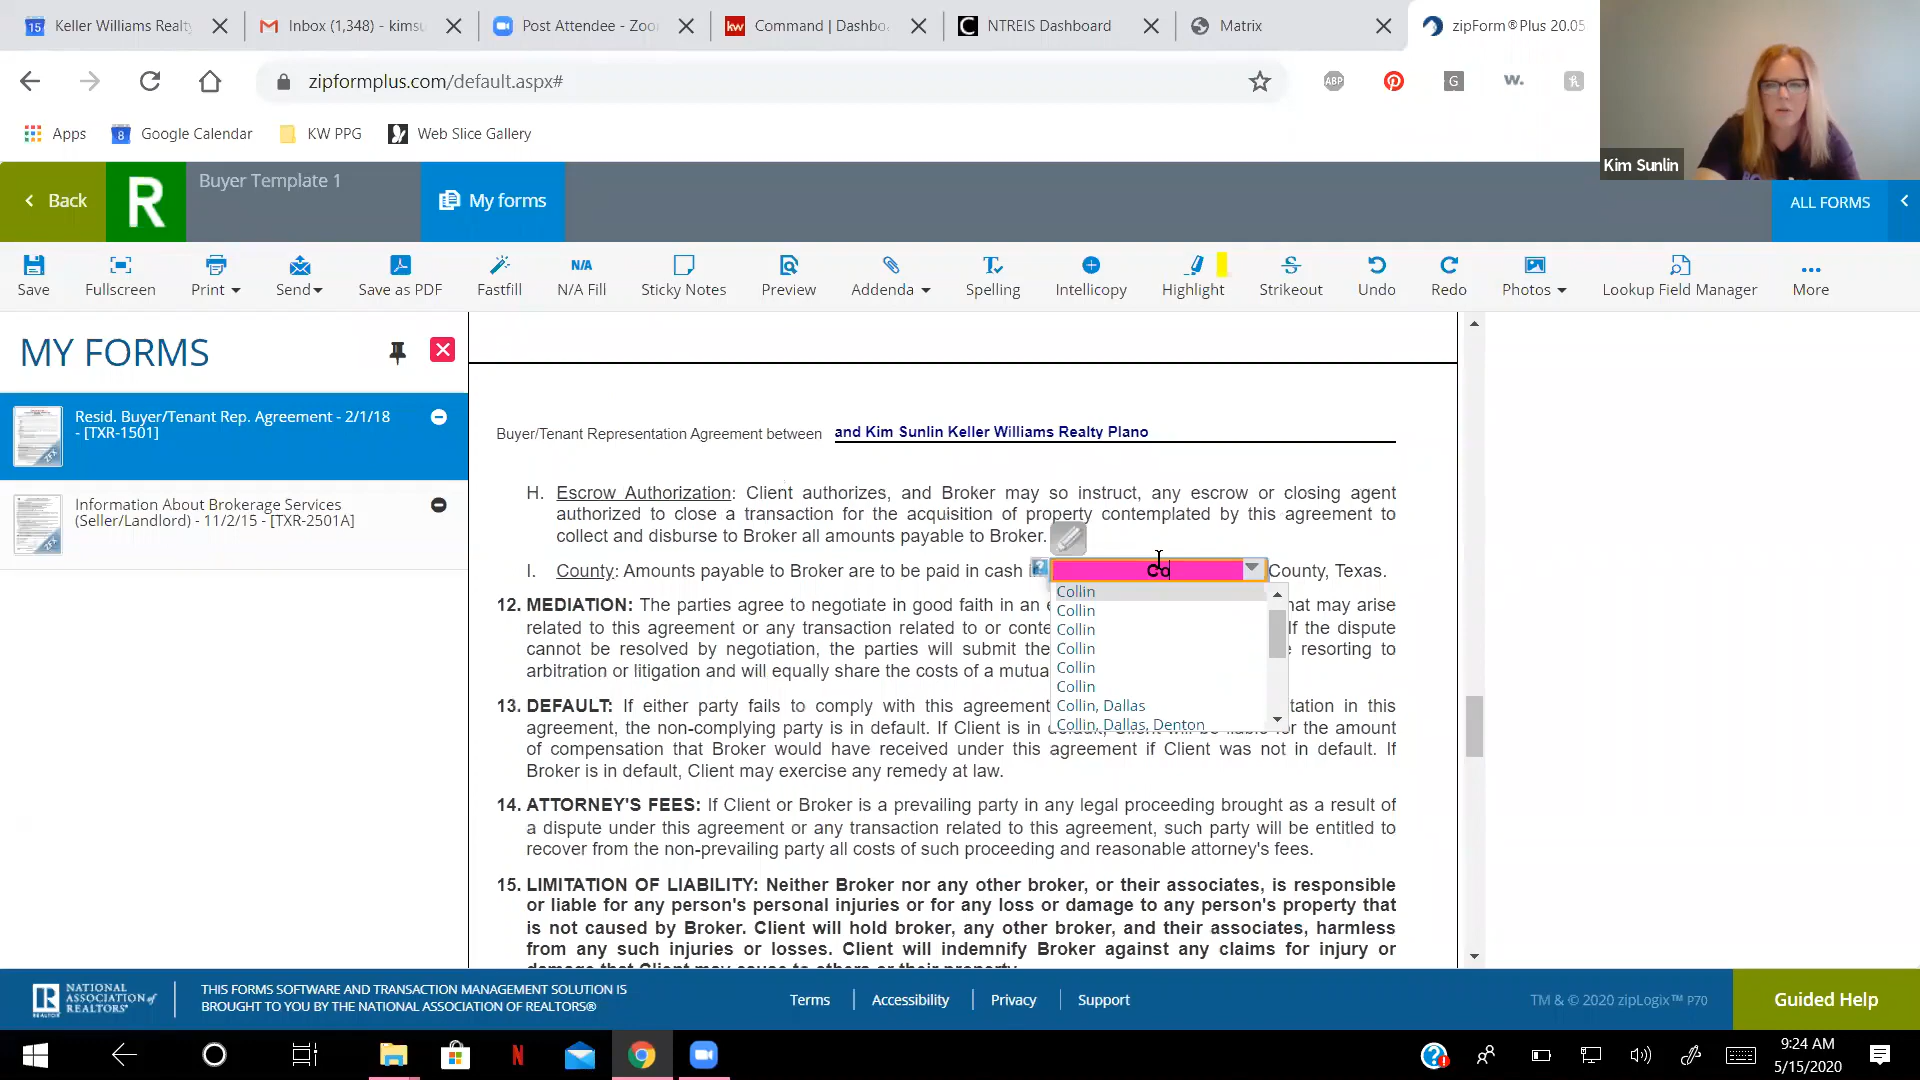 Keller Williams Realty
Inbox (1,348) - kimsu
Post Attendee - Zoo
kw Command | Dashbo
NTREIS Dashboard
Matrix
zipForm®Plus 20.05
zipformplus.com/default.aspx#
ABP
G
w.
Apps
Google Calendar
KW PPG
Web Slice Gallery
Kim Sunlin
Back
R
Buyer Template 1
My forms
ALL FORMS
Save
Fullscreen
Print
Send
Save as PDF
Fastfill
N/A
N/A Fill
Sticky Notes
Preview
Addenda
Spelling
Intellicopy
Highlight
Strikeout
Undo
Redo
Photos
Lookup Field Manager
More
MY FORMS
Resid. Buyer/Tenant Rep. Agreement - 2/1/18
- [TXR-1501]
Information About Brokerage Services
(Seller/Landlord) - 11/2/15 - [TXR-2501A]
Buyer/Tenant Representation Agreement between and Kim Sunlin Keller Williams Realty Plano
H. Escrow Authorization: Client authorizes, and Broker may so instruct, any escrow or closing agent
authorized to close a transaction for the acquisition of property contemplated by this agreement to
collect and disburse to Broker all amounts payable to Broker.
I. County: Amounts payable to Broker are to be paid in cash Co County, Texas.
Collin
Collin
Collin
Collin
Collin
Collin
Collin, Dallas
Collin, Dallas, Denton
12. MEDIATION: The parties agree to negotiate in good faith in an may arise
related to this agreement or any transaction related to or If the dispute
cannot be resolved by negotiation, the parties will submit the resorting to
arbitration or litigation and will equally share the costs of a
13. DEFAULT: If either party fails to comply with this agreement in this
agreement, the non-complying party is in default. If Client is in the amount
of compensation that Broker would have received under this agreement if Client was not in default. If
Broker is in default, Client may exercise any remedy at law.
14. ATTORNEY'S FEES: If Client or Broker is a prevailing party in any legal proceeding brought as a result of
a dispute under this agreement or any transaction related to this agreement, such party will be entitled to
recover from the non-prevailing party all costs of such proceeding and reasonable attorney's fees.
15. LIMITATION OF LIABILITY: Neither Broker nor any other broker, or their associates, is responsible
or liable for any person's personal injuries or for any loss or damage to any person's property that
is not caused by Broker. Client will hold broker, any other broker, and their associates, harmless
from any such injuries or losses. Client will indemnify Broker against any claims for injury or
NATIONAL
ASSOCIATION of
REALTORS®
THIS FORMS SOFTWARE AND TRANSACTION MANAGEMENT SOLUTION IS
BROUGHT TO YOU BY THE NATIONAL ASSOCIATION OF REALTORS®
Terms
Accessibility
Privacy
Support
TM & © 2020 zipLogix™ P70
Guided Help
9:24 AM
5/15/2020